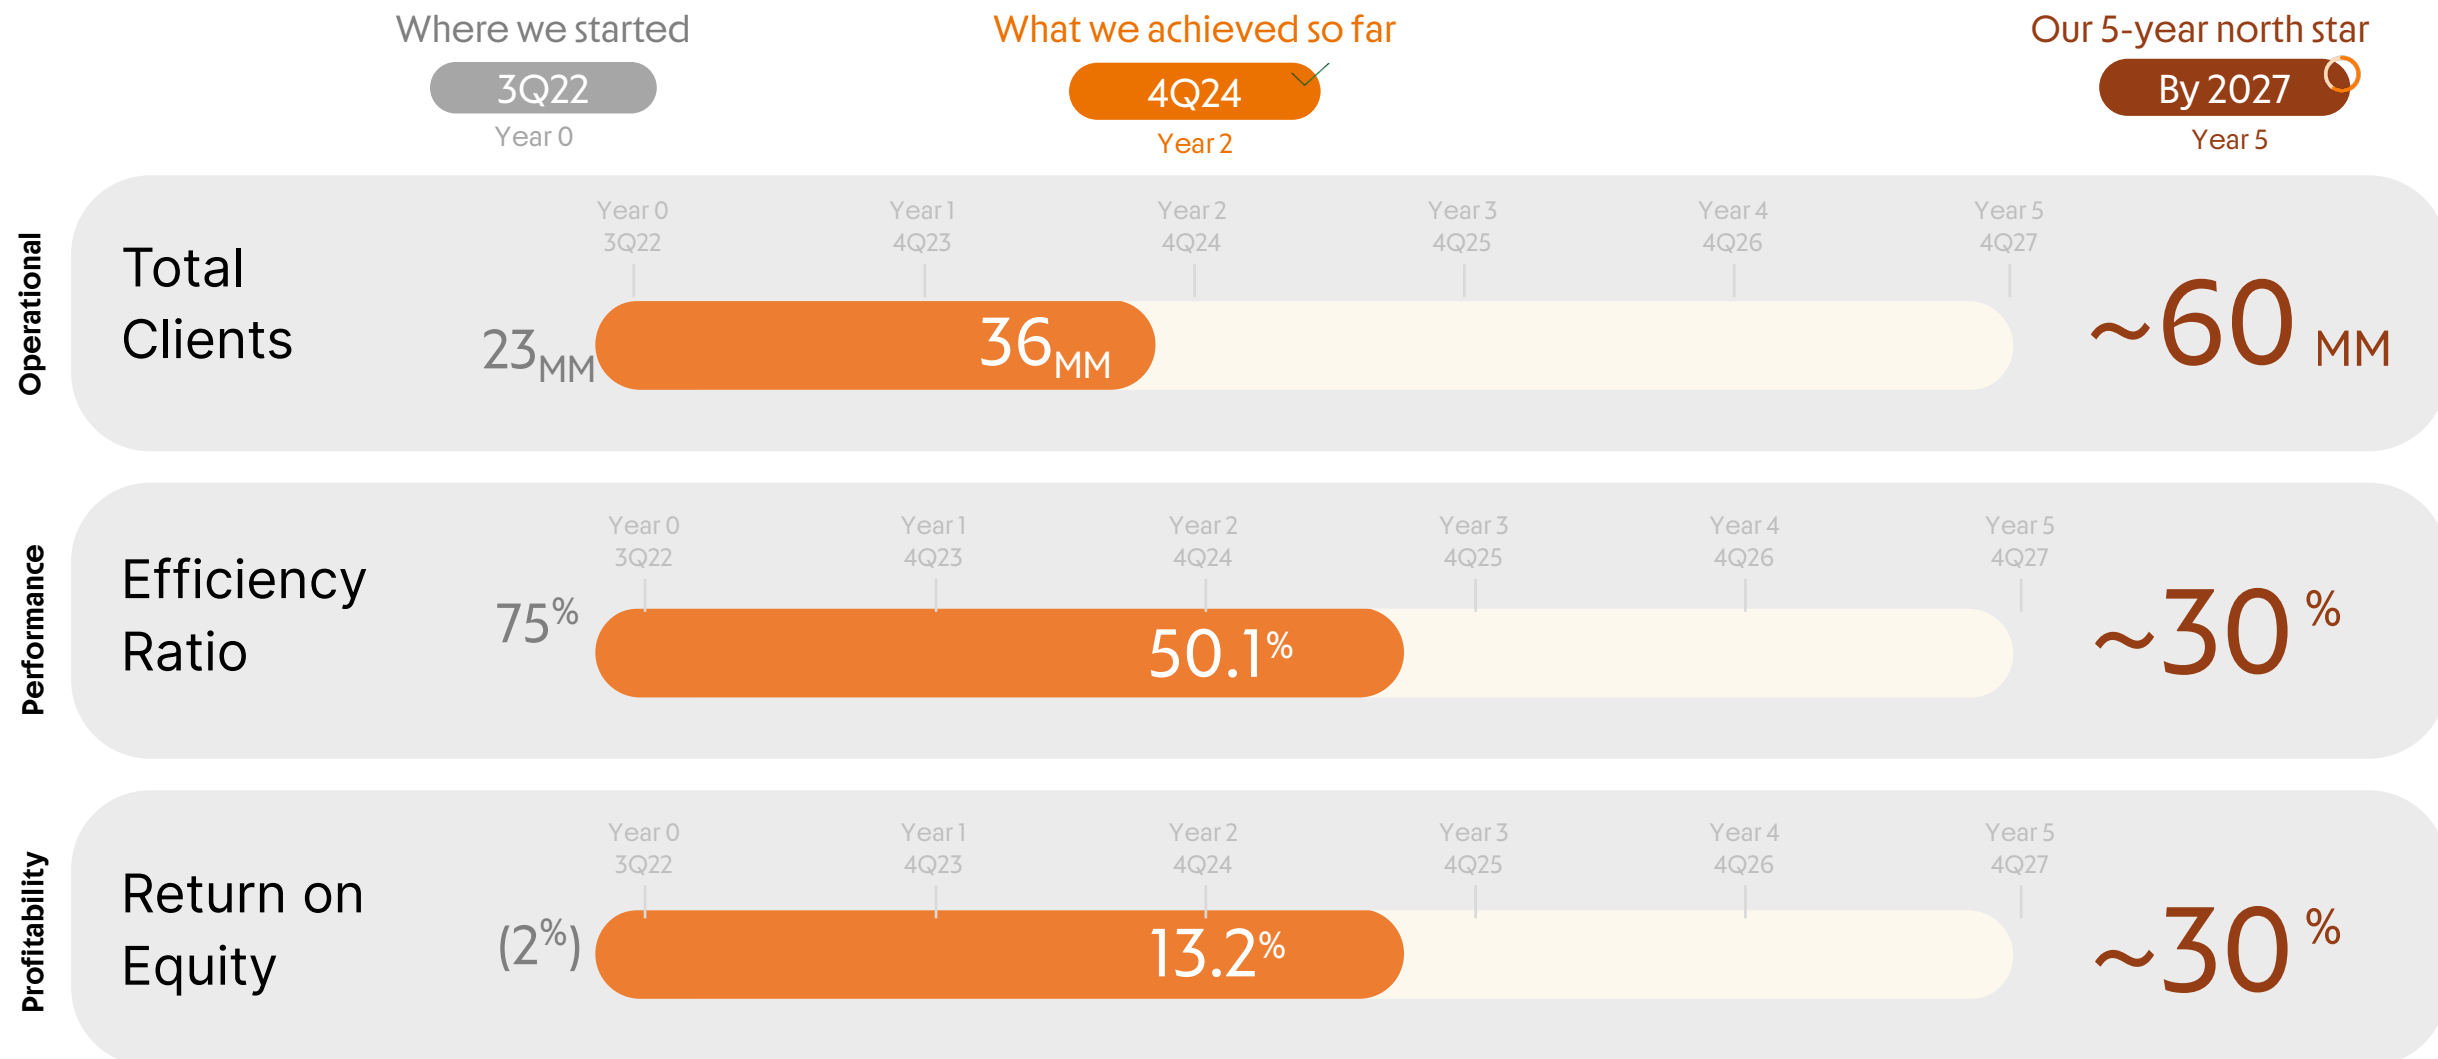 Where we started
3Q22
Year 0
What we achieved so far
4Q24
Year 2
Our 5-year north star
By 2027
Year 5
Operational
Total
Clients
Year 0
3Q22
Year 1
4Q23
Year 2
4Q24
Year 3
4Q25
Year 4
4Q26
Year 5
4Q27
23MM
36MM
~60 MM
Performance
Efficiency
Ratio
Year 0
3Q22
Year 1
4Q23
Year 2
4Q24
Year 3
4Q25
Year 4
4Q26
Year 5
4Q27
75%
50.1%
~30%
Profitability
Return on
Equity
Year 0
3Q22
Year 1
4Q23
Year 2
4Q24
Year 3
4Q25
Year 4
4Q26
Year 5
4Q27
(2%)
13.2%
~30%